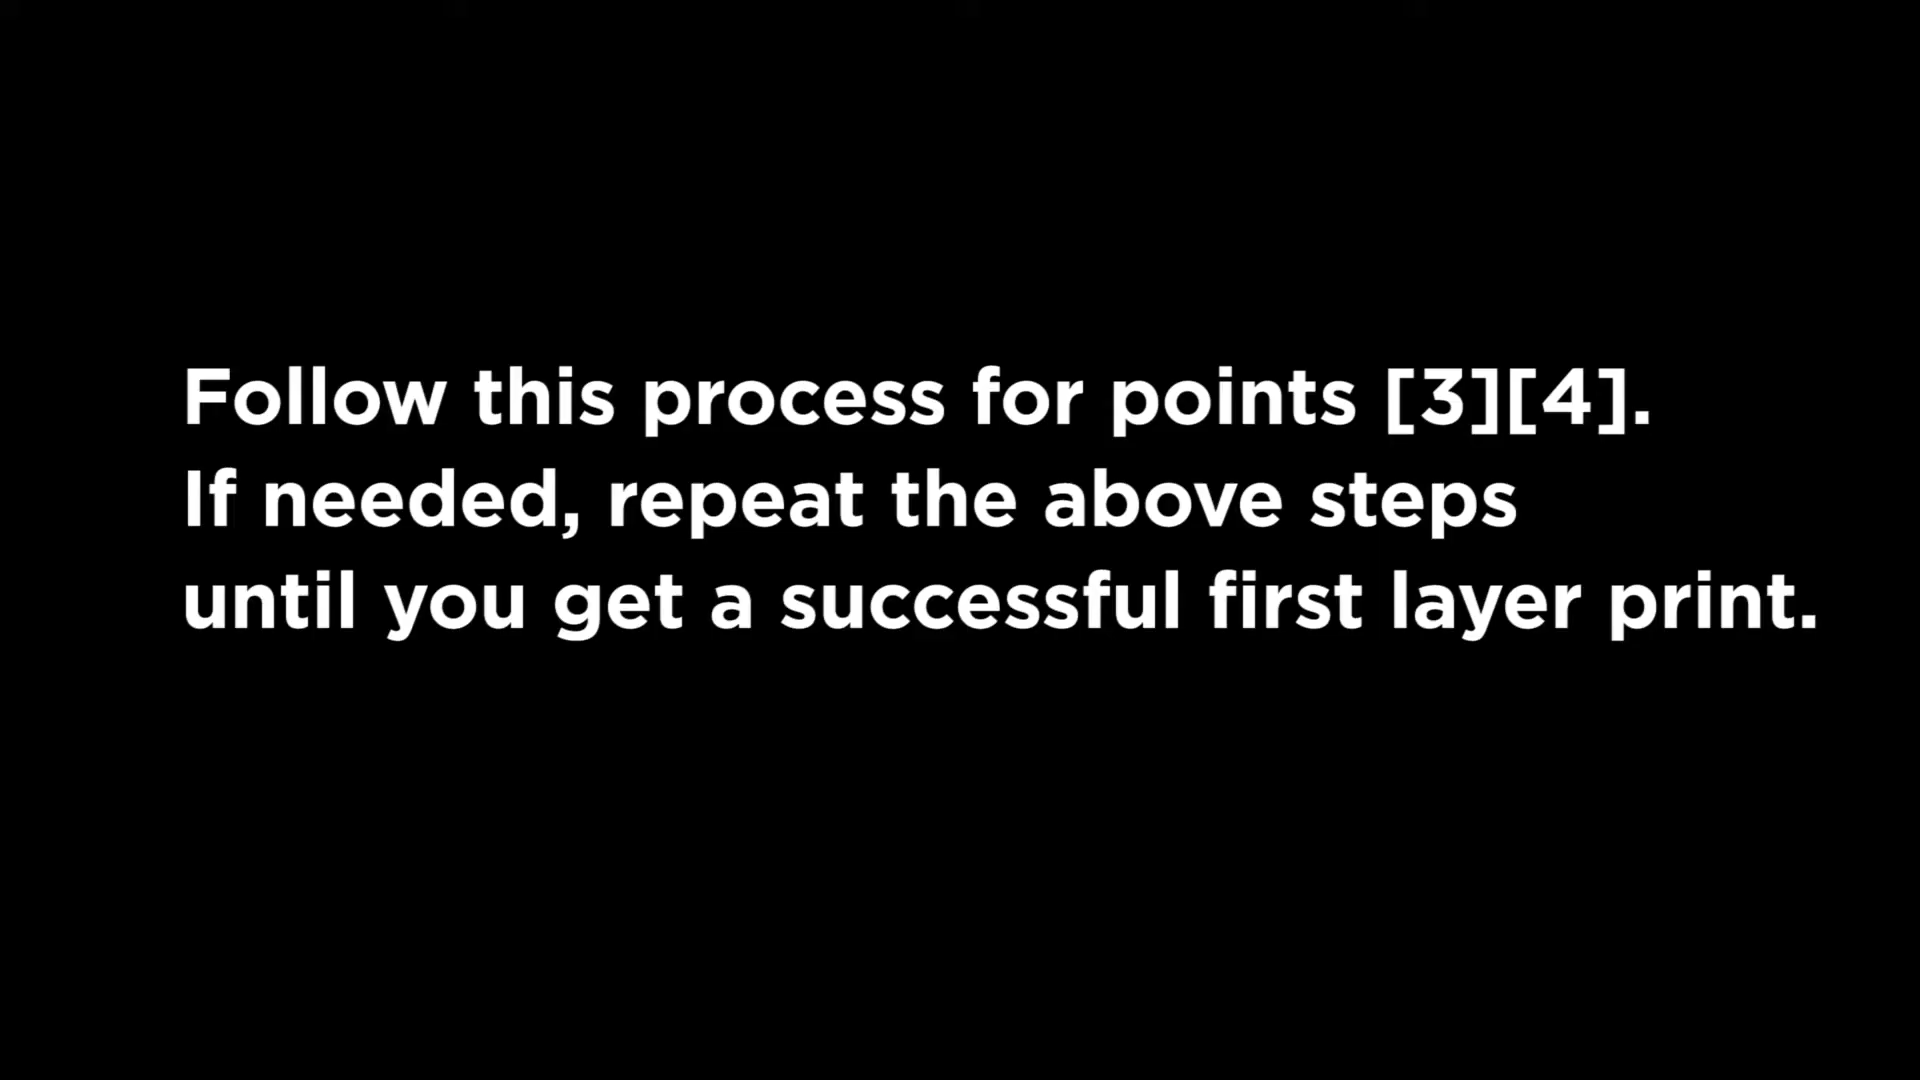 Follow this process for points [3][4].
If needed, repeat the above steps
until you get a successful first layer print.